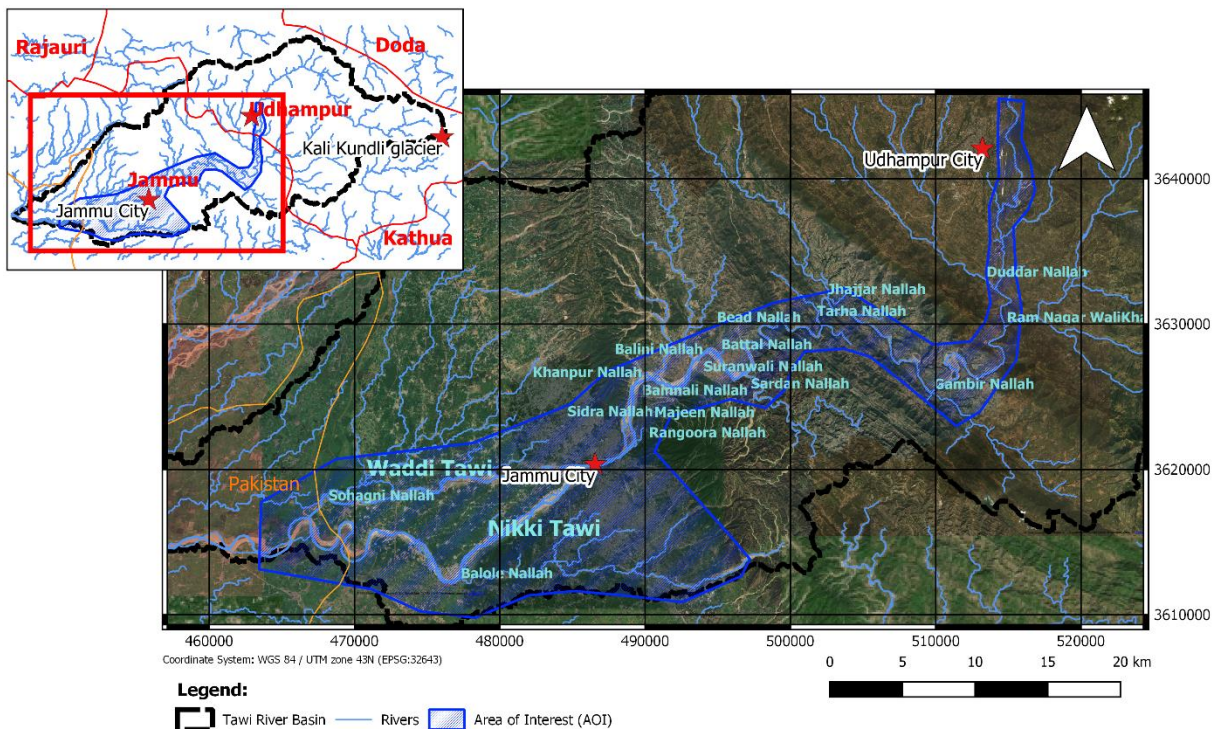 Rajauri
Doda
Udhampur
Kali Kundli glacier
Jammu
Jammu City
Kathua
Udhampur City
3640000
Duddar Nallah
Jhajjar Nallah
Tarha Nallah
Ram Nagar WaliKha
Bead Nallah
3630000
Battal Nallah
Balini Nallah
Suranwali Nallah
Khanpur Nallah
Sardan Nallah
Gambir Nallah
Bamnali Nallah
Sidra Nallah
Majeen Nallah
Rangoora Nallah
Waddi Tawi
Jammu City
3620000
Pakistan
Sohagni Nallah
Nikki Tawi
Balole Nallah
3610000
460000 470000 480000 490000 500000 510000 520000
Coordinate System: WGS 84 / UTM zone 43N (EPSG:32643)
0 5 10 15 20 km
Legend:
Tawi River Basin Rivers Area of Interest (AOI)